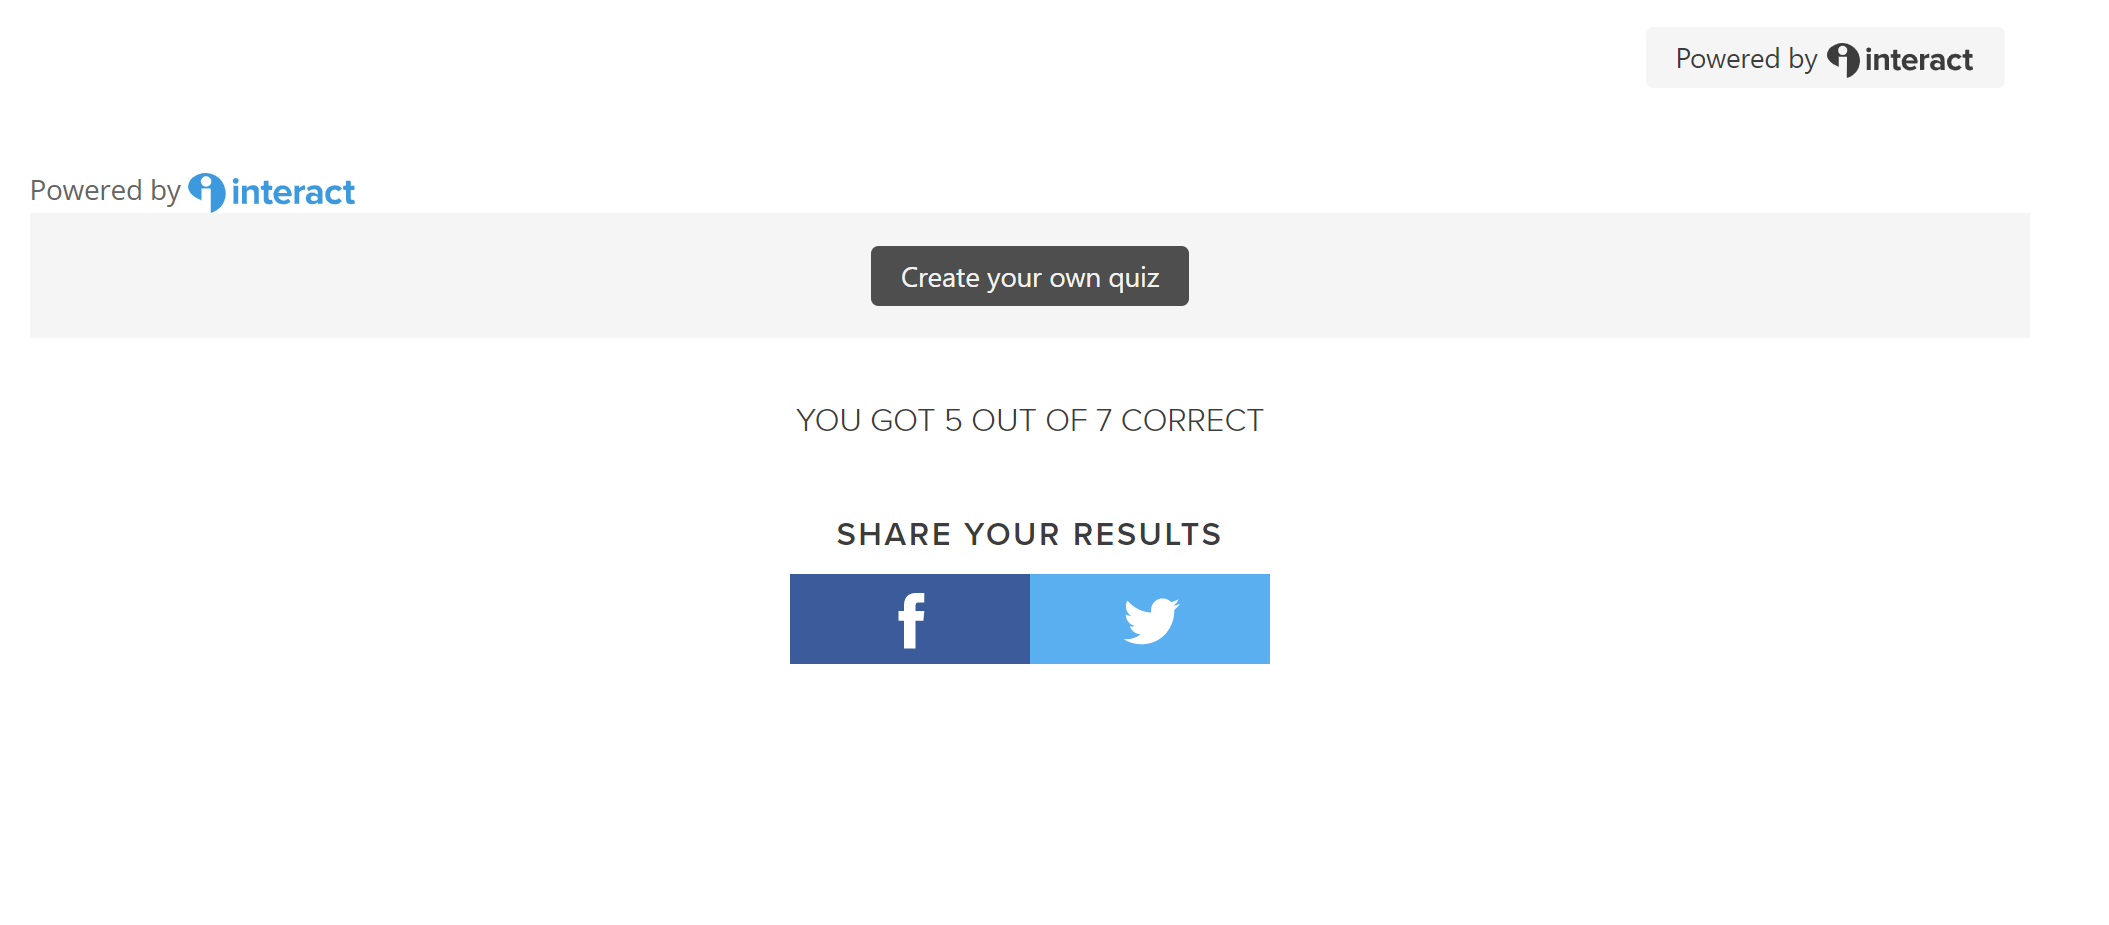 Powered by interact
Powered by interact
Create your own quiz
YOU GOT 5 OUT OF 7 CORRECT
SHARE YOUR RESULTS